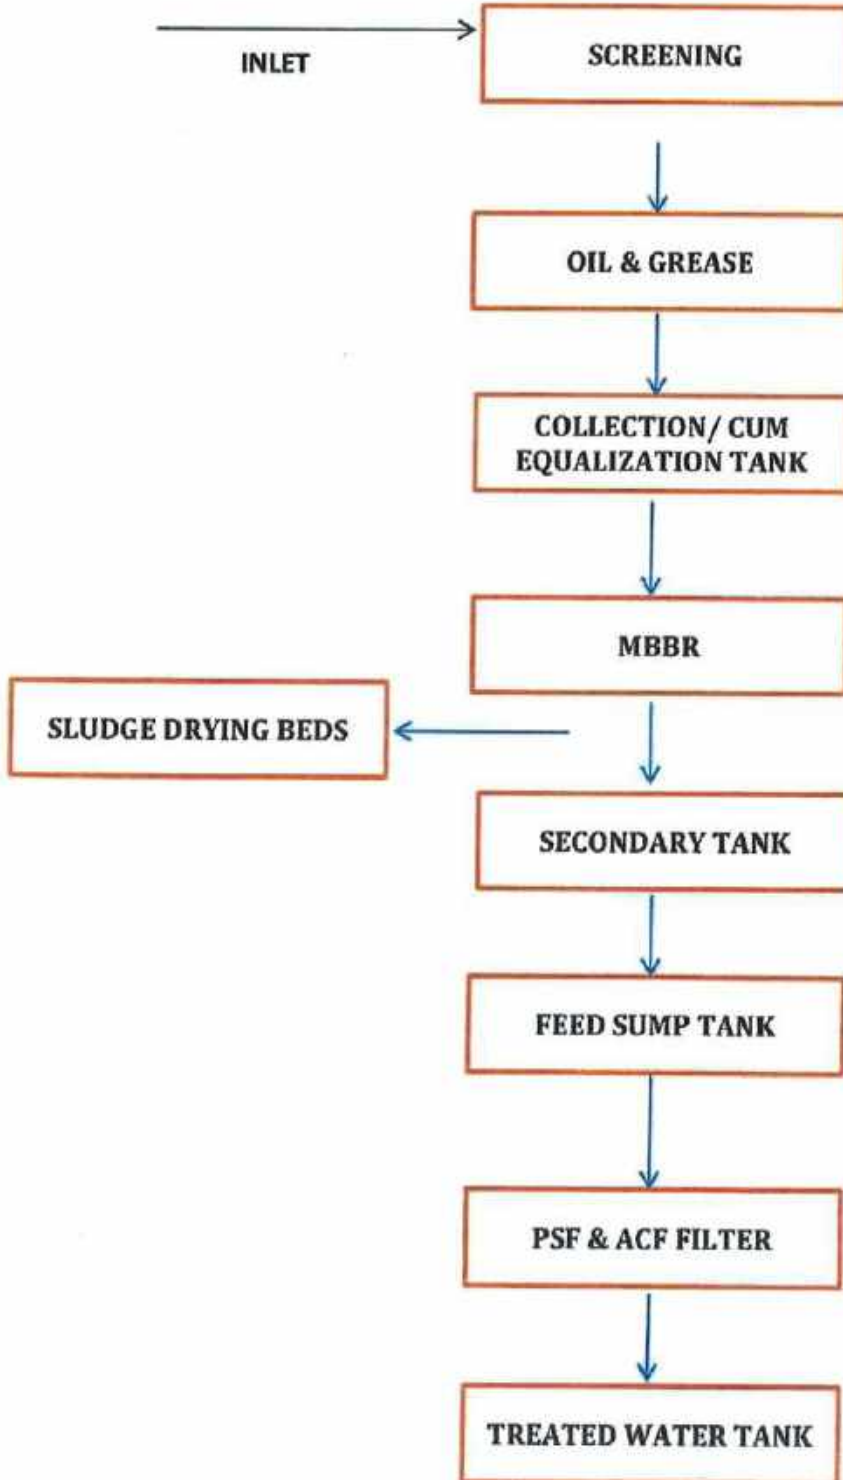 INLET
SCREENING
OIL & GREASE
COLLECTION/ CUM
EQUALIZATION TANK
MBBR
SLUDGE DRYING BEDS
SECONDARY TANK
FEED SUMP TANK
PSF & ACF FILTER
TREATED WATER TANK